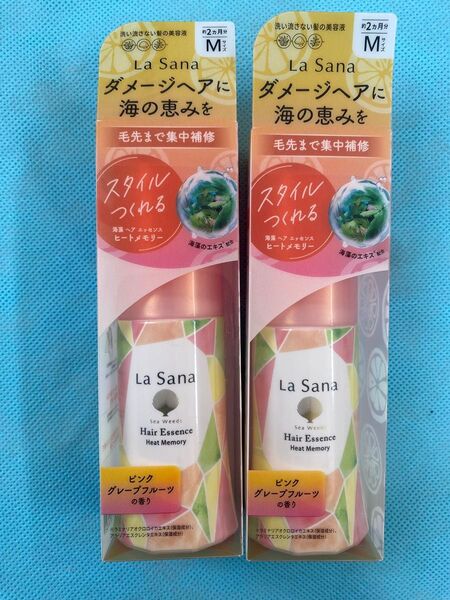 洗い流さない髪の美容液
約2ヵ月分
Mサイズ
La Sana
ダメージヘアに
海の恵みを
毛先まで集中補修
スタイル
つくれる
海藻 ヘア エッセンス
ヒートメモリー
海藻のエキス配合
La Sana
Sea Weeds
Hair Essence
Heat Memory
ピンク
グレープフルーツ
の香り
洗い流さない髪の美容液
約2ヵ月分
Mサイズ
La Sana
ダメージヘアに
海の恵みを
毛先まで集中補修
スタイル
つくれる
海藻 ヘア エッセンス
ヒートメモリー
海藻のエキス配合
La Sana
Sea Weeds
Hair Essence
Heat Memory
ピンク
グレープフルーツ
の香り